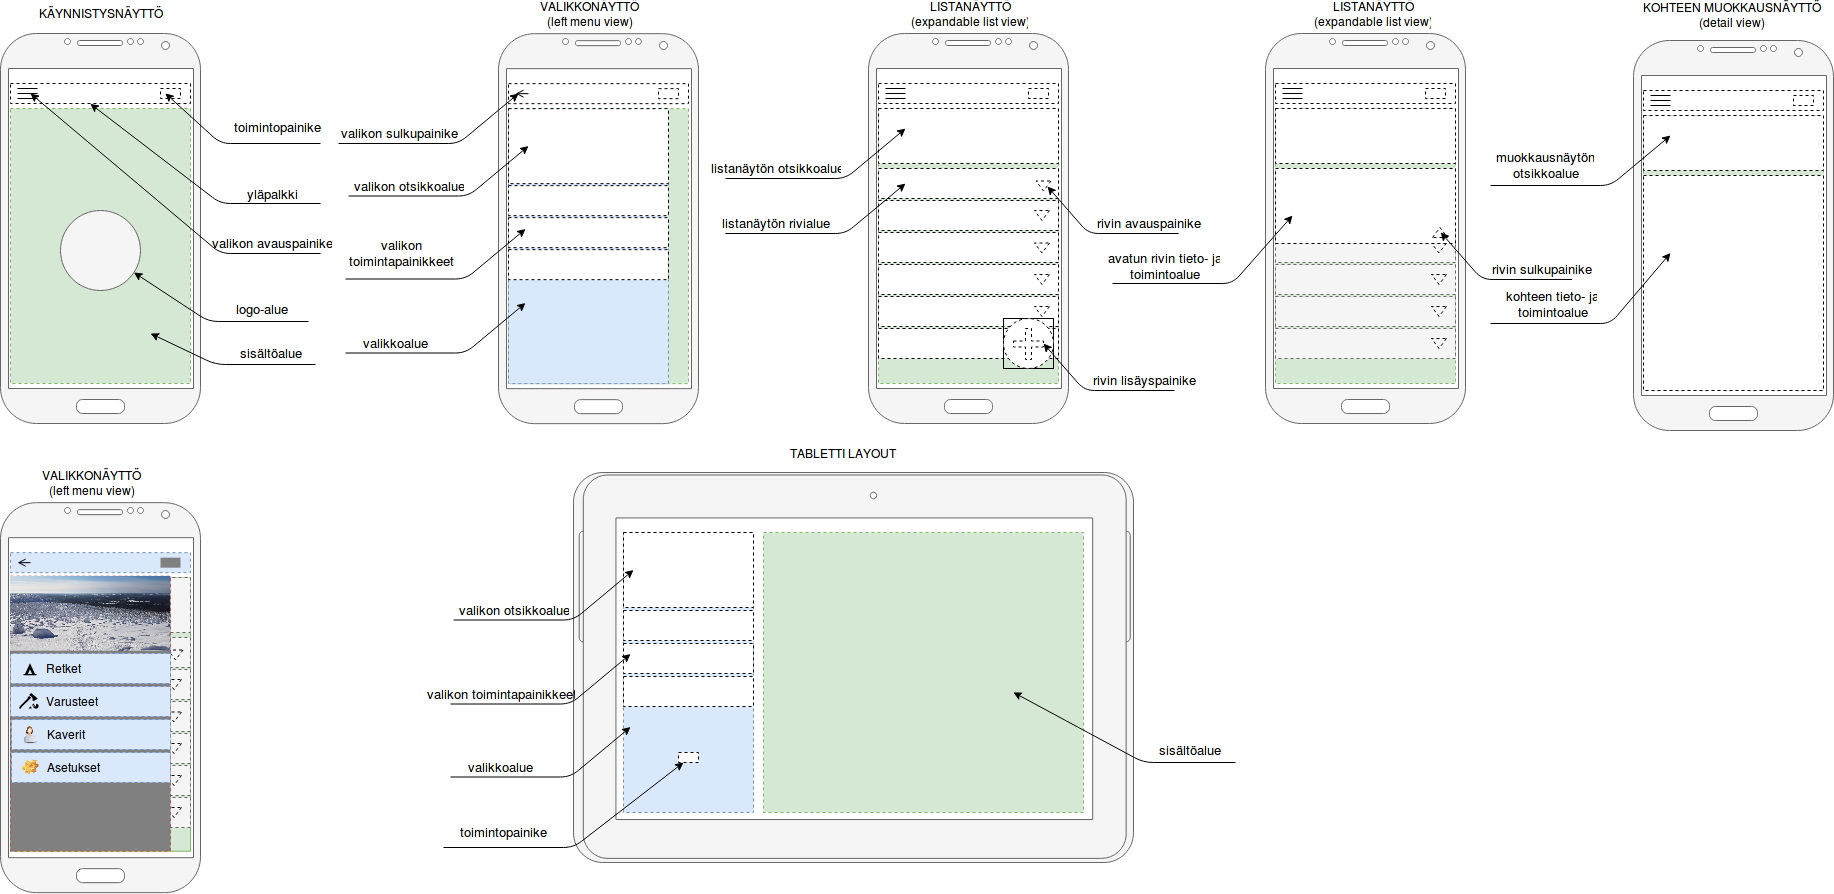 KÄYNNISTYSNÄYTTÖ
toimintopainike
yläpalkki
valikon avauspainike
logo-alue
sisältöalue
VALIKKONÄYTTÖ
(left menu view)
valikon sulkupainike
valikon otsikkoalue
valikon
toimintapainikkeet
valikkoalue
LISTANÄYTTÖ
(expandable list view)
listanäytön otsikkoalue
listanäytön rivialue
rivin avauspainike
rivin lisäyspainike
LISTANÄYTTÖ
(expandable list view)
avatun rivin tieto- ja
toimintoalue
rivin sulkupainike
KOHTEEN MUOKKAUSNÄYTTÖ
(detail view)
muokkausnäytön
otsikkoalue
kohteen tieto- ja
toimintoalue
VALIKKONÄYTTÖ
(left menu view)
Retket
Varusteet
Kaverit
Asetukset
TABLETTI LAYOUT
valikon otsikkoalue
valikon toimintapainikkeet
valikkoalue
toimintopainike
sisältöalue